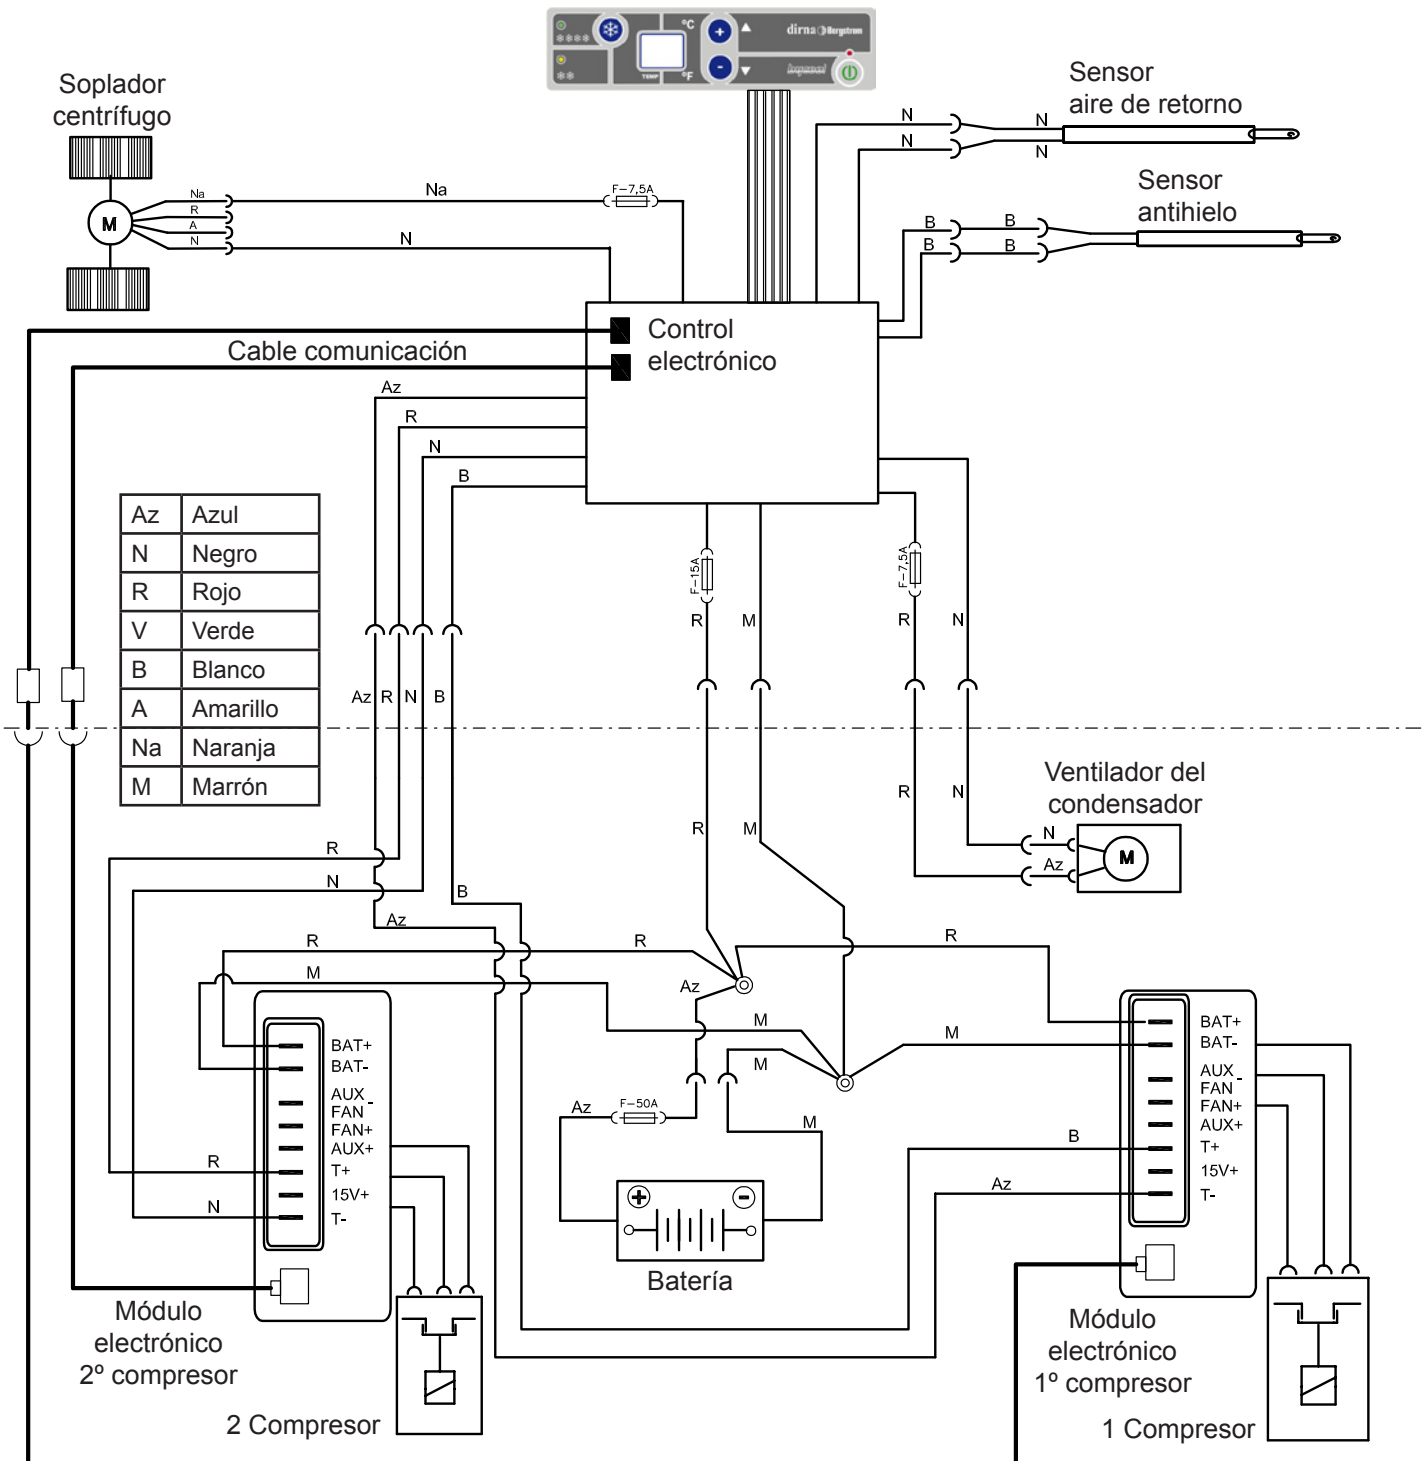 °C
+
dirna Bergstrom
TEMP
°F
-
Soplador
centrífugo
Sensor
aire de retorno
N
N
N
N
Sensor
antihielo
B
B
B
B
Na
R
A
N
M
Na
F-7,5A
N
Control
electrónico
Cable comunicación
Az
R
N
B
Az Azul
N Negro
R Rojo
V Verde
B Blanco
A Amarillo
Na Naranja
M Marrón
F-15A
F-7,5A
R
M
R
N
Az
R
N
B
R
M
R
N
Ventilador del
condensador
N
Az
M
R
N
B
Az
R
R
R
M
Az
M
M
M
Az
F-50A
M
BAT+
BAT-
AUX
FAN -
FAN+
AUX+
T+
15V+
T-
R
N
BAT+
BAT-
AUX
FAN -
FAN+
AUX+
T+
15V+
T-
B
Az
+
-
Batería
Módulo
electrónico
2º compresor
2 Compresor
Módulo
electrónico
1º compresor
1 Compresor